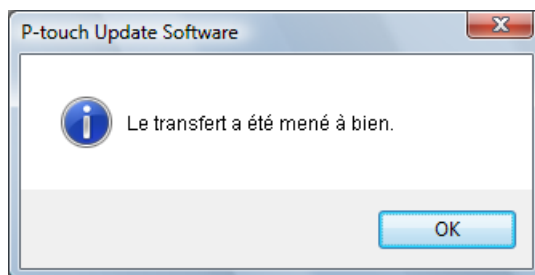 P-touch Update Software
Le transfert a été mené à bien.
OK